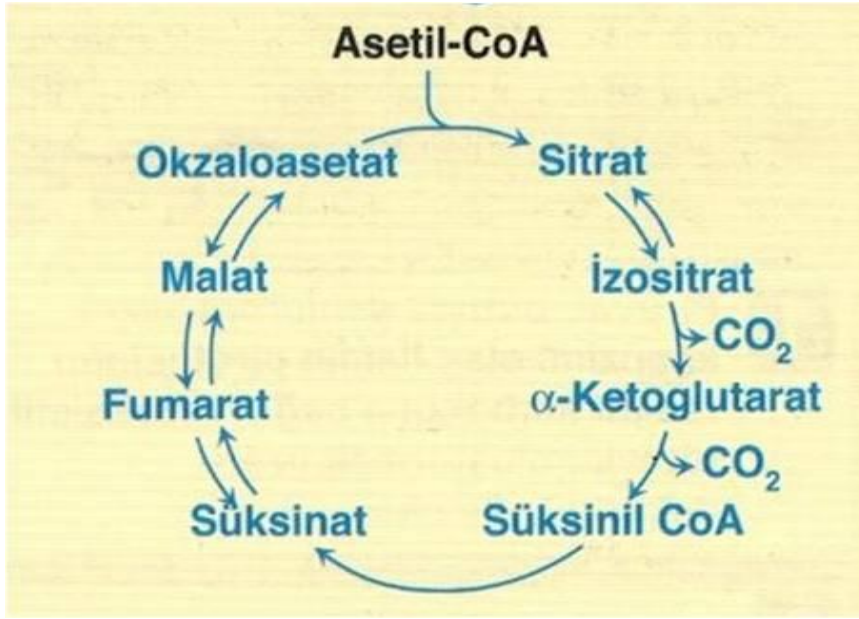 Asetil-CoA
Okzaloasetat
Sitrat
Malat
İzositrat
CO₂
Fumarat
α-Ketoglutarat
CO₂
Süksinat
Süksinil CoA